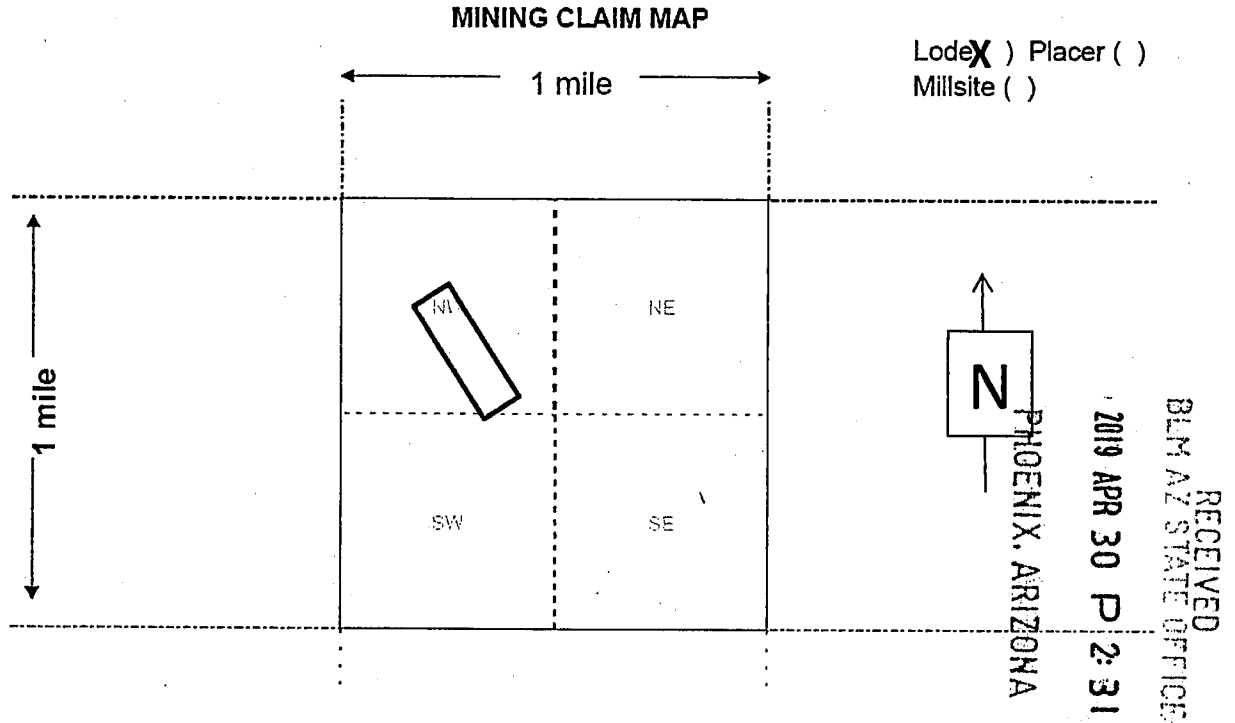 MINING CLAIM MAP
LodeX ) Placer ( )
Millsite ( )
1 mile
1 mile
NE
SW
SE
N
RECEIVED
BLM AZ STATE OFFICE
2019 APR 30 P 2:31
PHOENIX, ARIZONA